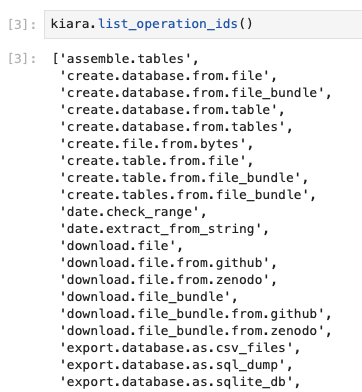 [3]: kiara.list_operation_ids()
[3]: ['assemble.tables',
'create.database.from.file',
'create.database.from.file_bundle',
'create.database.from.table',
'create.database.from.tables',
'create.file.from.bytes',
'create.table.from.file',
'create.table.from.file_bundle',
'create.tables.from.file_bundle',
'date.check_range',
'date.extract_from_string',
'download.file',
'download.file.from.github',
'download.file.from.zenodo',
'download.file_bundle',
'download.file_bundle.from.github',
'download.file_bundle.from.zenodo',
'export.database.as.csv_files',
'export.database.as.sql_dump',
'export.database.as.sqlite_db',